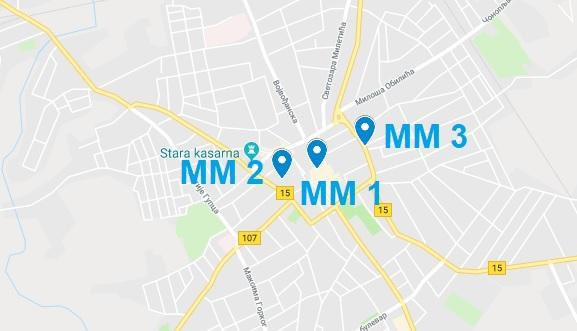 Чонопља
Светозара Милетића
Војвођанска
Милоша Обилића
Stara kasarna
MM 3
MM 2
MM 1
15
15
ије Гупца
107
15
Максима Горког
булевар